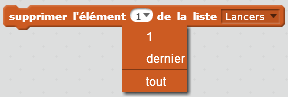 supprimer l'élément 1 de la liste Lancers
1
dernier
tout